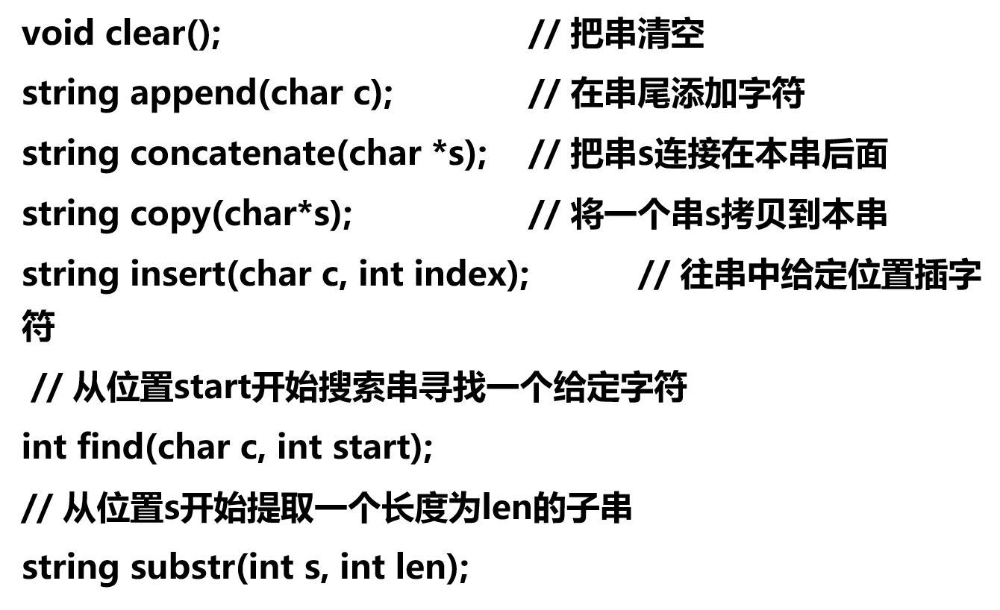 void clear(); // 把串清空
string append(char c); // 在串尾添加字符
string concatenate(char *s); // 把串s连接在本串后面
string copy(char*s); // 将一个串s拷贝到本串
string insert(char c, int index); // 往串中给定位置插字
符
// 从位置start开始搜索串寻找一个给定字符
int find(char c, int start);
// 从位置s开始提取一个长度为len的子串
string substr(int s, int len);